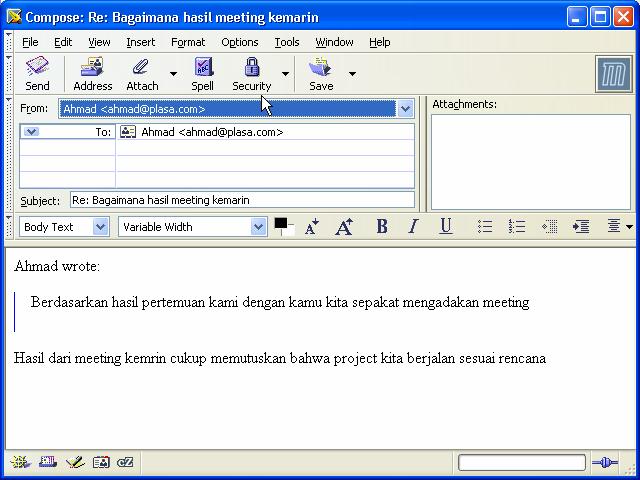 Compose: Re: Bagaimana hasil meeting kemarin
File Edit View Insert Format Options Tools Window Help
Send Address Attach Spell Security Save
From: Ahmad <ahmad@plasa.com>
Attachments:
To: Ahmad <ahmad@plasa.com>
Subject: Re: Bagaimana hasil meeting kemarin
Body Text Variable Width A A B I U
Ahmad wrote:
Berdasarkan hasil pertemuan kami dengan kamu kita sepakat mengadakan meeting
Hasil dari meeting kemrin cukup memutuskan bahwa project kita berjalan sesuai rencana
cZ